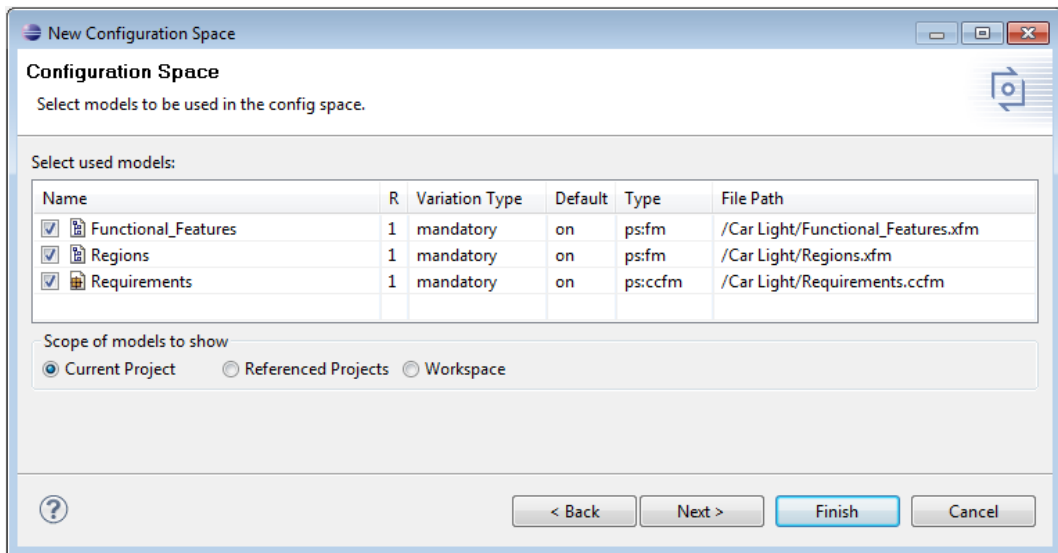 New Configuration Space
Configuration Space
Select models to be used in the config space.
Select used models:
Name R Variation Type Default Type File Path
Functional_Features 1 mandatory on ps:fm /Car Light/Functional_Features.xfm
Regions 1 mandatory on ps:fm /Car Light/Regions.xfm
Requirements 1 mandatory on ps:ccfm /Car Light/Requirements.ccfm
Scope of models to show
Current Project Referenced Projects Workspace
? < Back Next > Finish Cancel